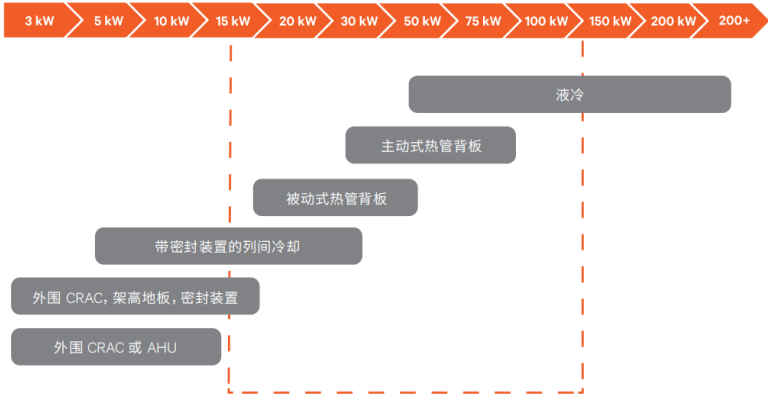 3 kW 5 kW 10 kW 15 kW 20 kW 30 kW 50 kW 75 kW 100 kW 150 kW 200 kW 200+
液冷
主动式热管背板
被动式热管背板
带密封装置的列间冷却
外围 CRAC，架高地板，密封装置
外围 CRAC 或 AHU